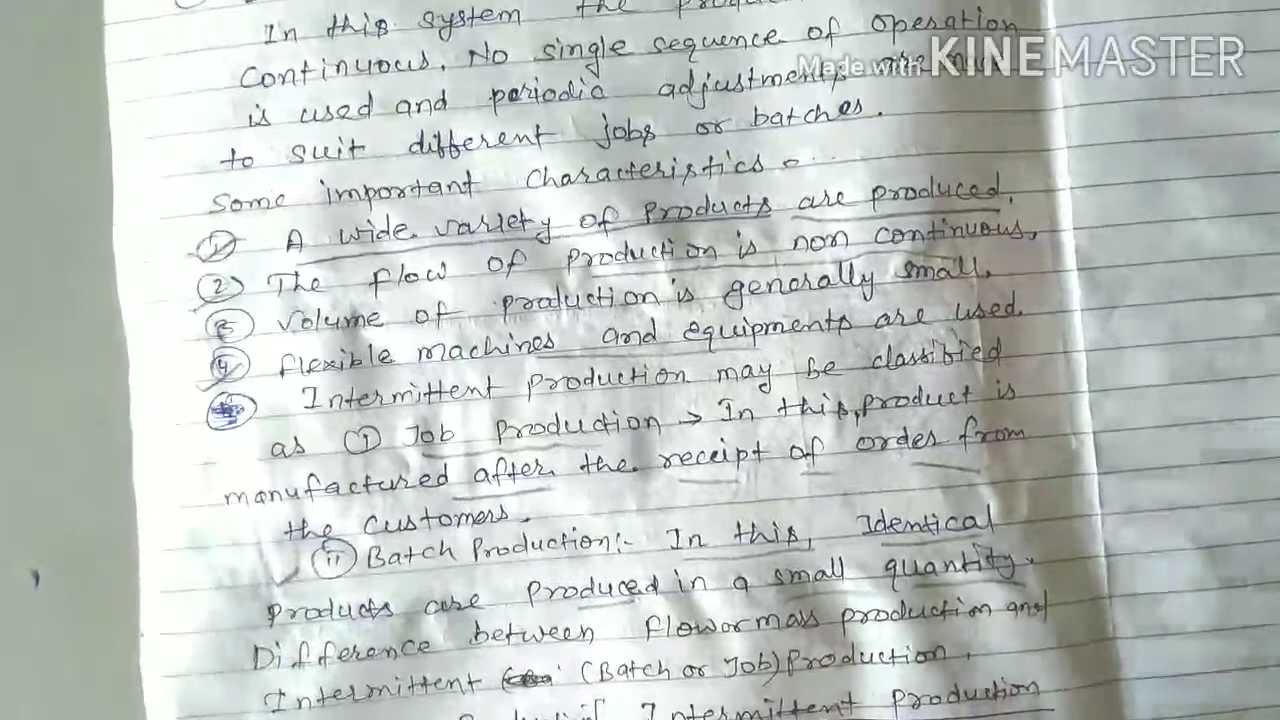 In this system the
Continuous. No single sequence of operation
Made with KINEMASTER
is used and periodic adjustments are
to suit different jobs or batches.
Some important characteristics
① A wide variety of products are produced.
② The flow of production is non continuous,
③ Volume of production is generally small.
④ flexible machines and equipments are used.
Intermittent production may be classified
as ① Job production → In this, product is
manufactured after the receipt of order from
the customers.
ⅱ Batch Production:- In this, Identical
products are produced in a small quantity.
Difference between flow or mass production and
Intermittent (Batch or Job) Production.
Intermittent production